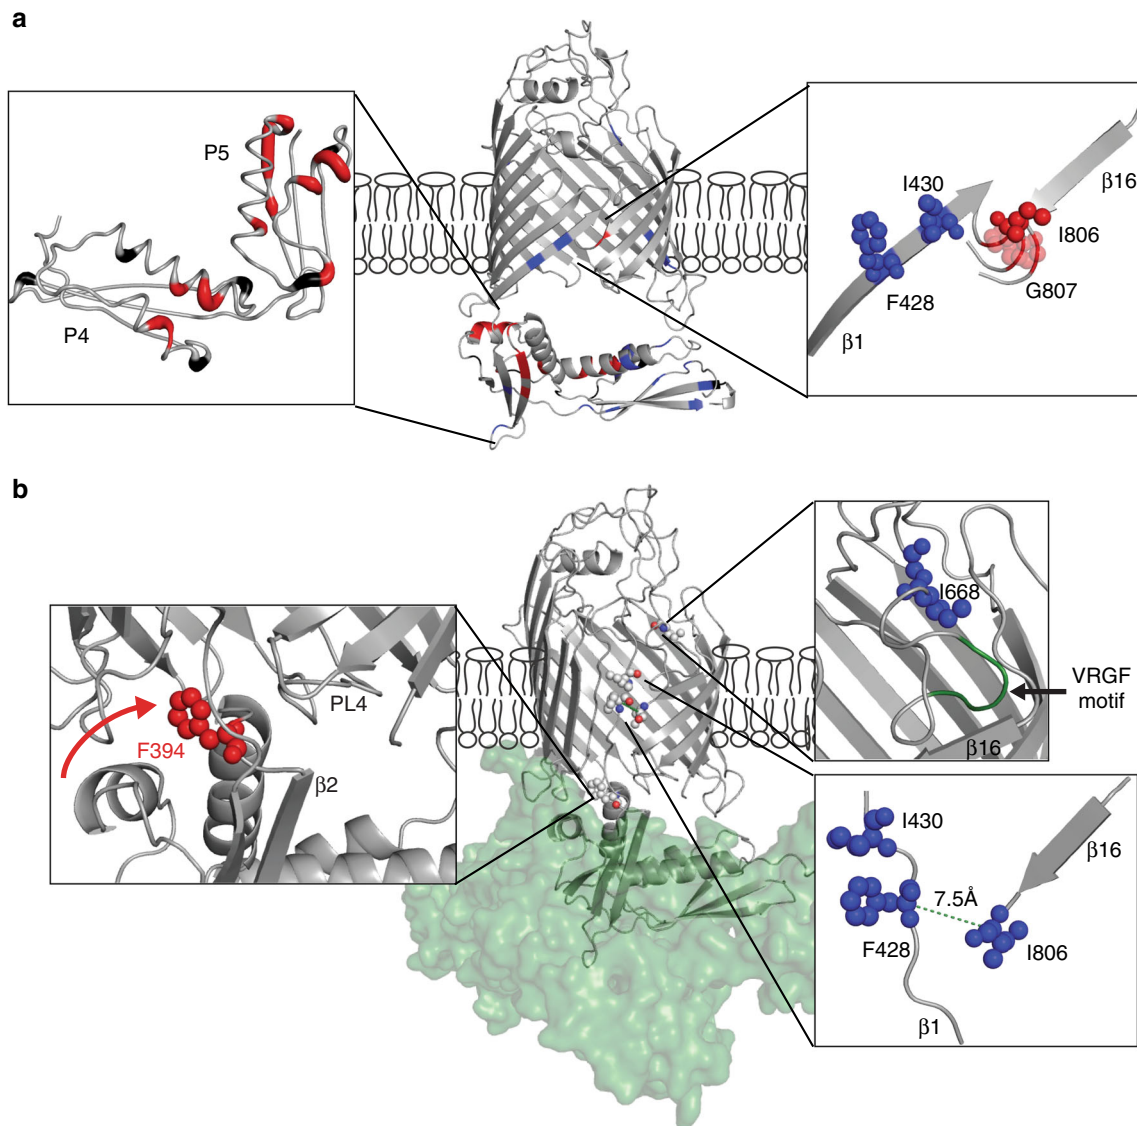 a
P5
P4
I430
β16
I806
G807
F428
β1
b
I668
VRGF
motif
β16
PL4
F394
β2
I430
β16
7.5Å
F428
I806
β1